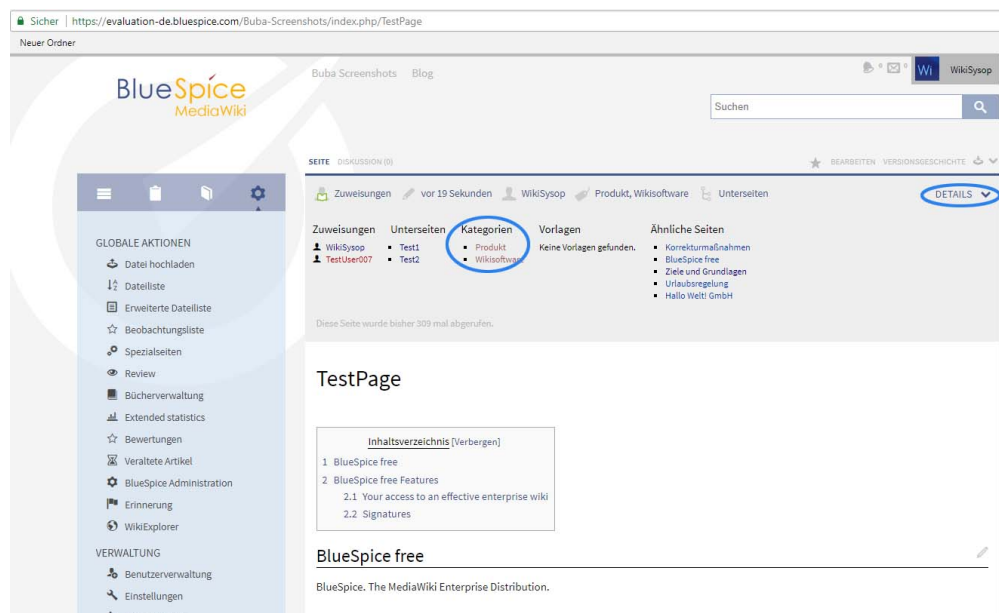 Sicher | https://evaluation-de.bluespice.com/Buba-Screenshots/index.php/TestPage
Neuer Ordner
BlueSpice
MediaWiki
Buba Screenshots Blog
0 0 Wi WikiSysop
Suchen
SEITE DISKUSSION (0)
BEARBEITEN VERSIONSGESCHICHTE
Zuweisungen vor 19 Sekunden WikiSysop Produkt, Wikisoftware Unterseiten
DETAILS
Zuweisungen
WikiSysop
TestUser007
Unterseiten
Test1
Test2
Kategorien
Produkt
Wikisoftware
Vorlagen
Keine Vorlagen gefunden.
Ähnliche Seiten
Korrekturmaßnahmen
BlueSpice free
Ziele und Grundlagen
Urlaubsregelung
Hallo Welt! GmbH
Diese Seite wurde bisher 309 mal abgerufen.
GLOBALE AKTIONEN
Datei hochladen
Dateiliste
Erweiterte Dateiliste
Beobachtungsliste
Spezialseiten
Review
Bücherverwaltung
Extended statistics
Bewertungen
Veraltete Artikel
BlueSpice Administration
Erinnerung
WikiExplorer
VERWALTUNG
Benutzerverwaltung
Einstellungen
TestPage
Inhaltsverzeichnis [Verbergen]
1 BlueSpice free
2 BlueSpice free Features
2.1 Your access to an effective enterprise wiki
2.2 Signatures
BlueSpice free
BlueSpice. The MediaWiki Enterprise Distribution.